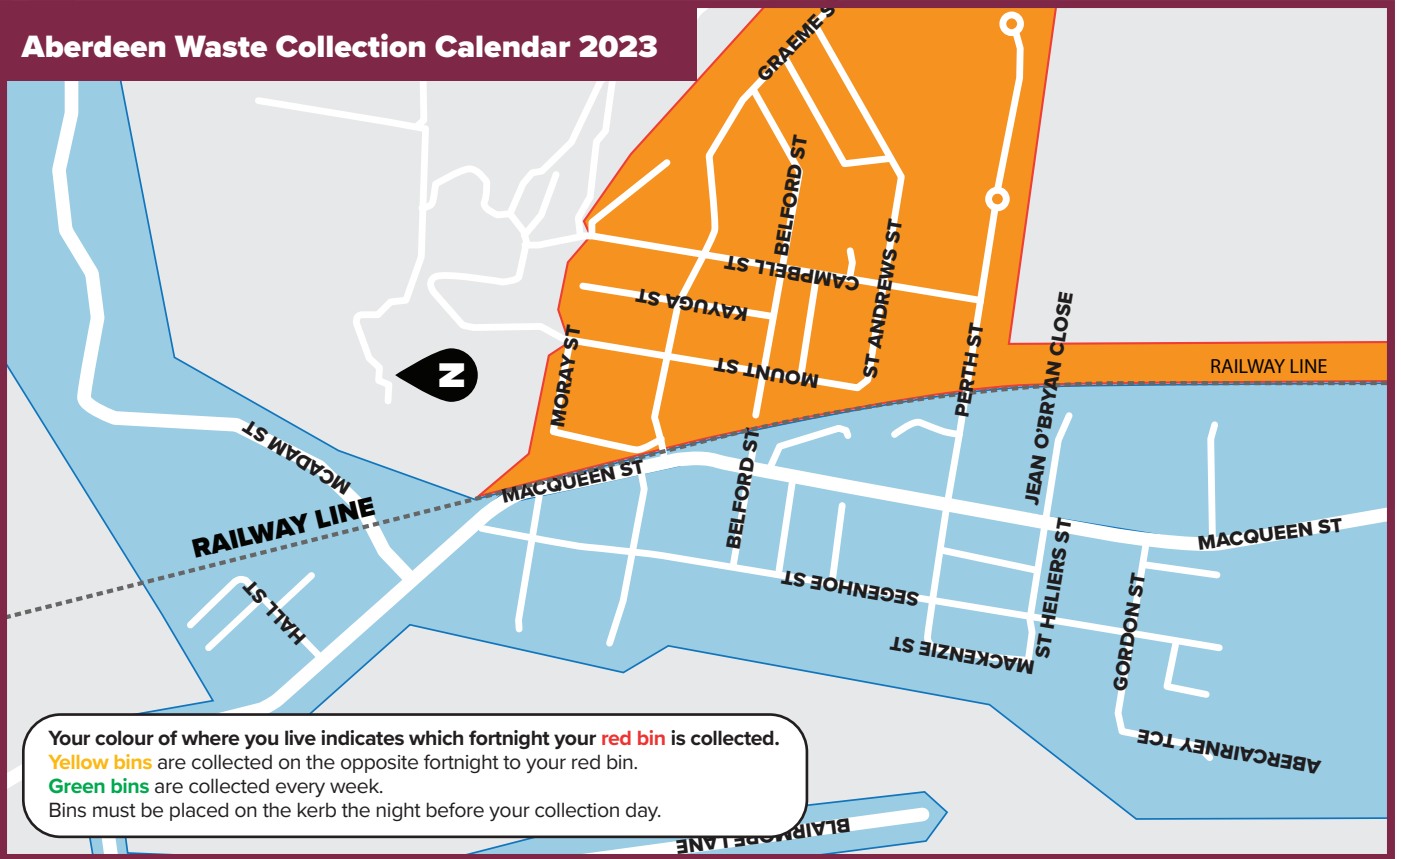 Aberdeen Waste Collection Calendar 2023
GRAEME S
BELFORD ST
CAMPBELL ST
ST ANDREWS ST
KAYUGA ST
MOUNT ST
MORAY ST
PERTH ST
JEAN O'BRYAN CLOSE
RAILWAY LINE
N
MCADAM ST
RAILWAY LINE
MACQUEEN ST
BELFORD ST
MACQUEEN ST
HALL ST
SEGENHOE ST
ST HELIERS ST
MACKENZIE ST
GORDON ST
ABERCAIRNEY TCE
Your colour of where you live indicates which fortnight your red bin is collected.
Yellow bins are collected on the opposite fortnight to your red bin.
Green bins are collected every week.
Bins must be placed on the kerb the night before your collection day.
BLAIRMORE LANE